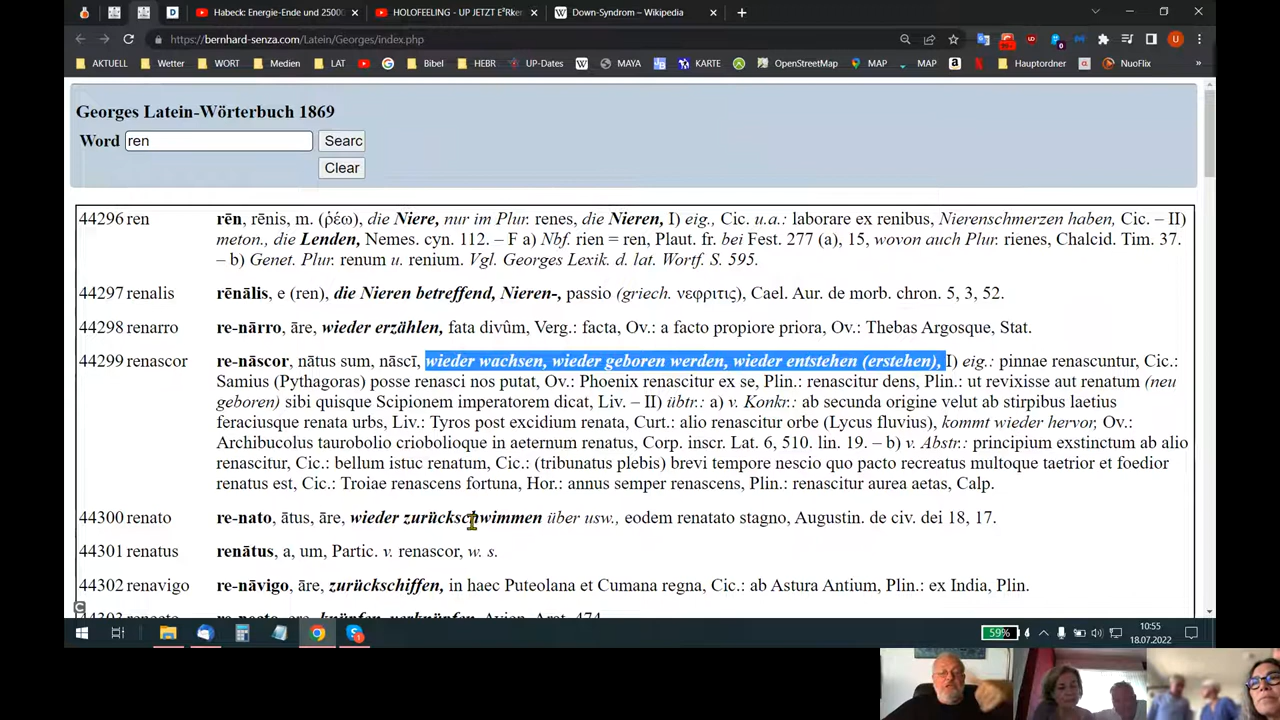 Habeck: Energie-Ende und 25000
HOLOFEELING - UP JETZT E³Rker
Down-Syndrom – Wikipedia
https://bernhard-senza.com/Latein/Georges/index.php
AKTUELL Wetter WORT Medien LAT Bibel HEBR UP-Dates MAYA KARTE OpenStreetMap MAP MAP Hauptordner NuoFlix »
Georges Latein-Wörterbuch 1869
Word ren Searc
Clear
44296 ren rēn, rēnis, m. (ῥέω), die Niere, nur im Plur. renes, die Nieren, I) eig., Cic. u.a.: laborare ex renibus, Nierenschmerzen haben, Cic. – II)
meton., die Lenden, Nemes. cyn. 112. – F a) Nbf. rien = ren, Plaut. fr. bei Fest. 277 (a), 15, wovon auch Plur. rienes, Chalcid. Tim. 37.
– b) Genet. Plur. renum u. renium. Vgl. Georges Lexik. d. lat. Wortf. S. 595.
44297 renalis rēnālis, e (ren), die Nieren betreffend, Nieren-, passio (griech. νεφριτις), Cael. Aur. de morb. chron. 5, 3, 52.
44298 renarro re-nārro, āre, wieder erzählen, fata divûm, Verg.: facta, Ov.: a facto propiore priora, Ov.: Thebas Argosque, Stat.
44299 renascor re-nāscor, nātus sum, nāscī, wieder wachsen, wieder geboren werden, wieder entstehen (erstehen), I) eig.: pinnae renascuntur, Cic.:
Samius (Pythagoras) posse renasci nos putat, Ov.: Phoenix renascitur ex se, Plin.: renascitur dens, Plin.: ut revixisse aut renatum (neu
geboren) sibi quisque Scipionem imperatorem dicat, Liv. – II) übtr.: a) v. Konkr.: ab secunda origine velut ab stirpibus laetius
feraciusque renata urbs, Liv.: Tyros post excidium renata, Curt.: alio renascitur orbe (Lycus fluvius), kommt wieder hervor, Ov.:
Archibucolus taurobolio criobolioque in aeternum renatus, Corp. inscr. Lat. 6, 510. lin. 19. – b) v. Abstr.: principium exstinctum ab alio
renascitur, Cic.: bellum istuc renatum, Cic.: (tribunatus plebis) brevi tempore nescio quo pacto recreatus multoque taetrior et foedior
renatus est, Cic.: Troiae renascens fortuna, Hor.: annus semper renascens, Plin.: renascitur aurea aetas, Calp.
44300 renato re-nato, ātus, āre, wieder zurückschwimmen über usw., eodem renatato stagno, Augustin. de civ. dei 18, 17.
44301 renatus renātus, a, um, Partic. v. renascor, w. s.
44302 renavigo re-nāvigo, āre, zurückschiffen, in haec Puteolana et Cumana regna, Cic.: ab Astura Antium, Plin.: ex India, Plin.
59% 10:55
18.07.2022